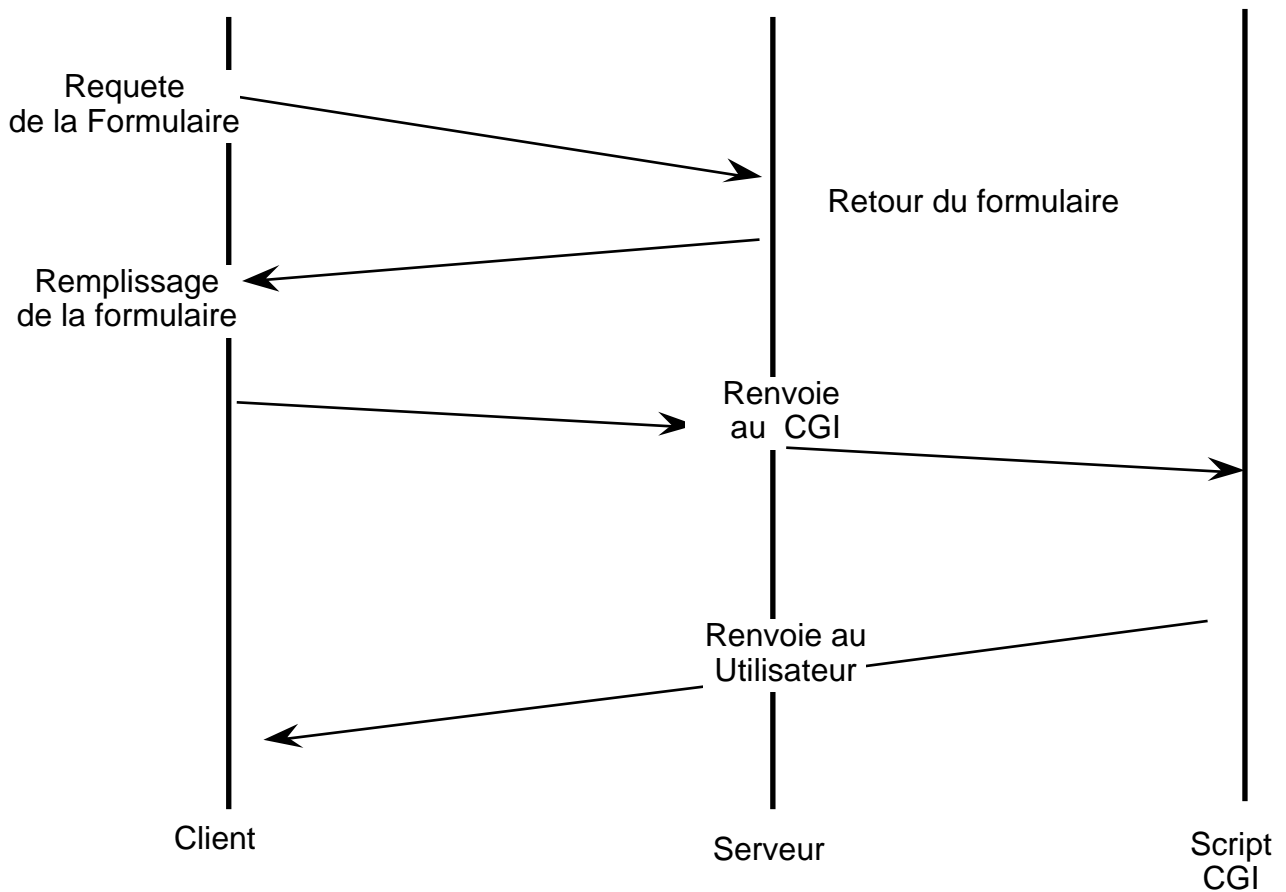 Requete
de la Formulaire
Retour du formulaire
Remplissage
de la formulaire
Renvoie
au CGI
Renvoie au
Utilisateur
Client
Serveur
Script
CGI